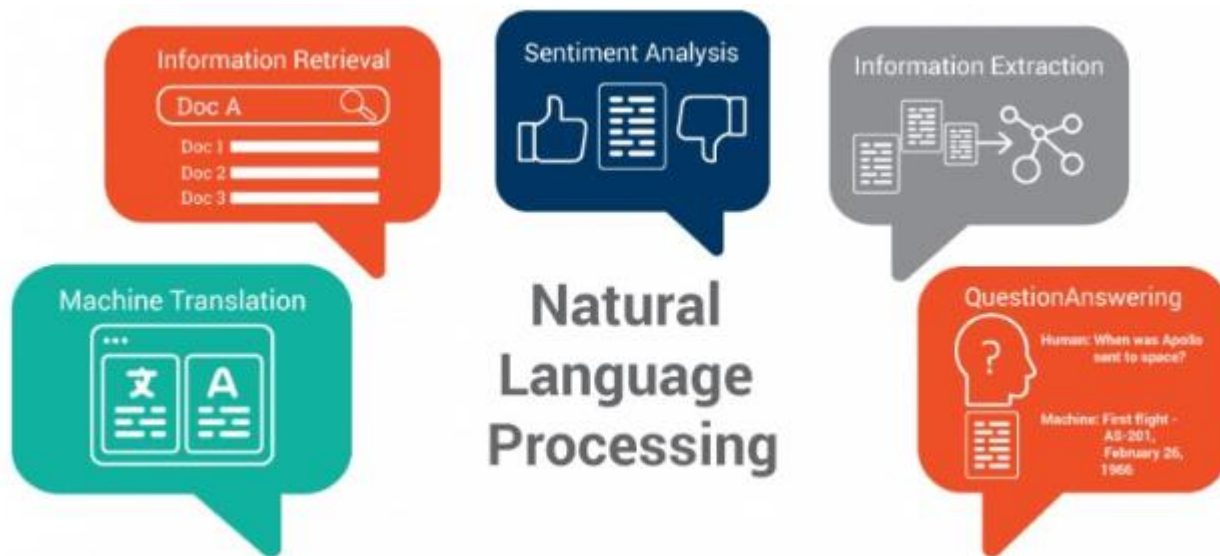 Information Retrieval
Doc A
Doc 1
Doc 2
Doc 3
Sentiment Analysis
Information Extraction
Machine Translation
文 A
Natural
Language
Processing
QuestionAnswering
?
Human: When was Apollo
sent to space?
Machine: First flight -
AS-201,
February 26,
1966